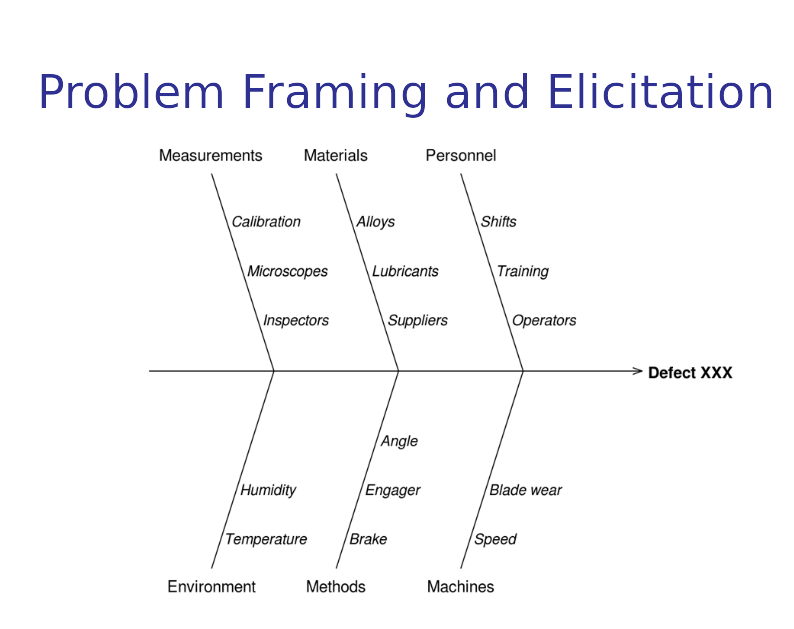 Problem Framing and Elicitation
Measurements
Materials
Personnel
Calibration
Alloys
Shifts
Microscopes
Lubricants
Training
Inspectors
Suppliers
Operators
Defect XXX
Angle
Humidity
Engager
Blade wear
Temperature
Brake
Speed
Environment
Methods
Machines